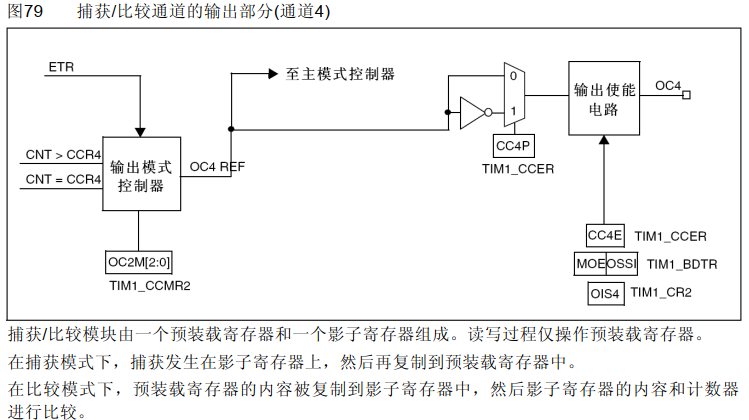 图79 捕获/比较通道的输出部分(通道4)
ETR
至主模式控制器
0
1
输出使能
电路
OC4
CNT > CCR4
CNT = CCR4
输出模式
控制器
OC4 REF
CC4P
TIM1_CCER
OC2M[2:0]
TIM1_CCMR2
CC4E TIM1_CCER
MOE OSSI TIM1_BDTR
OIS4 TIM1_CR2
捕获/比较模块由一个预装载寄存器和一个影子寄存器组成。读写过程仅操作预装载寄存器。
在捕获模式下，捕获发生在影子寄存器上，然后再复制到预装载寄存器中。
在比较模式下，预装载寄存器的内容被复制到影子寄存器中，然后影子寄存器的内容和计数器
进行比较。